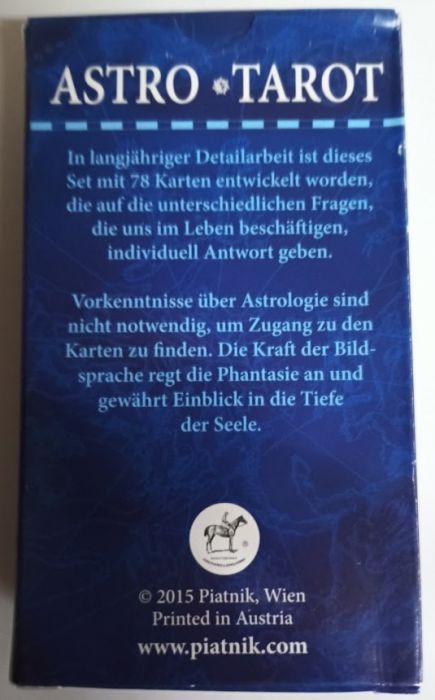 ASTRO TAROT
In langjähriger Detailarbeit ist dieses
Set mit 78 Karten entwickelt worden,
die auf die unterschiedlichen Fragen,
die uns im Leben beschäftigen,
individuell Antwort geben.
Vorkenntnisse über Astrologie sind
nicht notwendig, um Zugang zu den
Karten zu finden. Die Kraft der Bild-
sprache regt die Phantasie an und
gewährt Einblick in die Tiefe
der Seele.
®
© 2015 Piatnik, Wien
Printed in Austria
www.piatnik.com